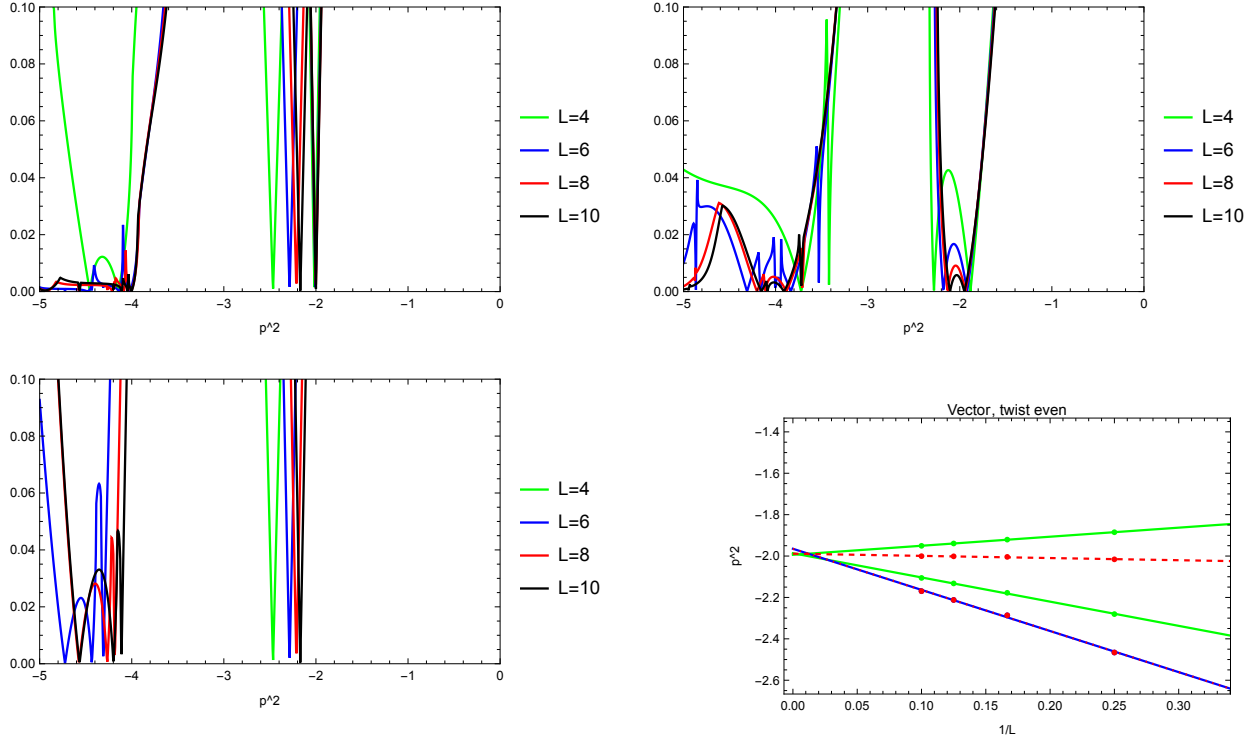 0.10
0.08
0.06
0.04
0.02
0.00
−5
−4
−3
−2
−1
0
p^2
L=4
L=6
L=8
L=10
0.10
0.08
0.06
0.04
0.02
0.00
−5
−4
−3
−2
−1
0
p^2
L=4
L=6
L=8
L=10
0.10
0.08
0.06
0.04
0.02
0.00
−5
−4
−3
−2
−1
0
p^2
L=4
L=6
L=8
L=10
Vector, twist even
−1.4
−1.6
−1.8
−2.0
−2.2
−2.4
−2.6
p^2
0.00
0.05
0.10
0.15
0.20
0.25
0.30
1/L